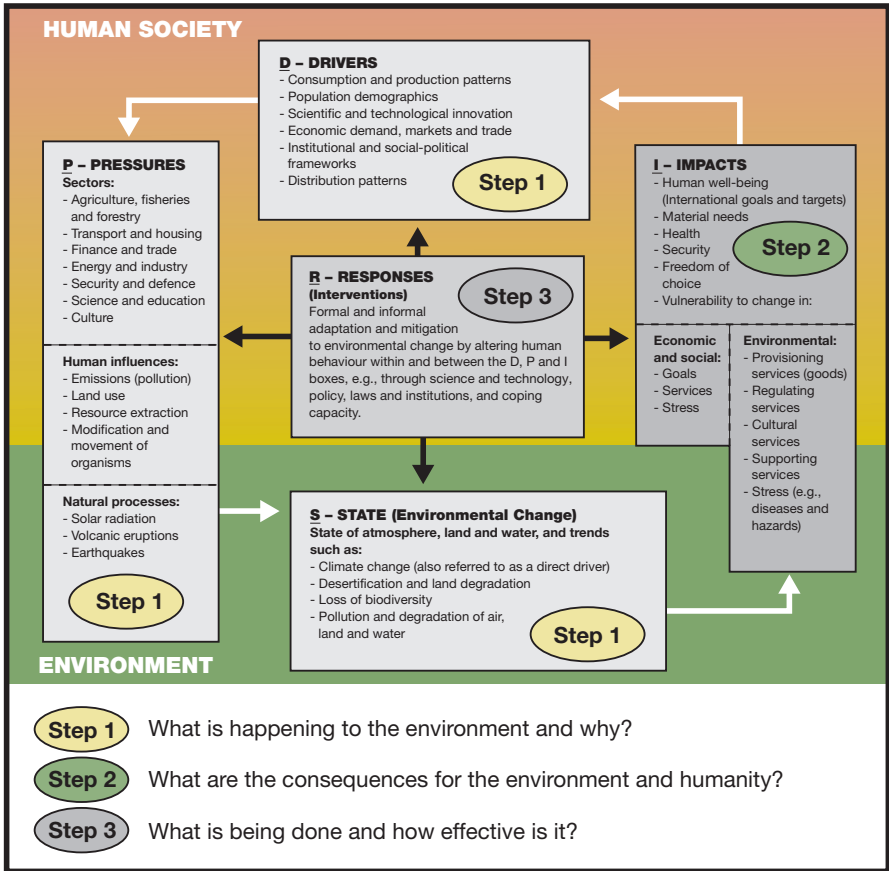 HUMAN SOCIETY
D – DRIVERS
- Consumption and production patterns
- Population demographics
- Scientific and technological innovation
- Economic demand, markets and trade
- Institutional and social-political
frameworks
- Distribution patterns
Step 1
P – PRESSURES
Sectors:
- Agriculture, fisheries
and forestry
- Transport and housing
- Finance and trade
- Energy and industry
- Security and defence
- Science and education
- Culture
Human influences:
- Emissions (pollution)
- Land use
- Resource extraction
- Modification and
movement of
organisms
Natural processes:
- Solar radiation
- Volcanic eruptions
- Earthquakes
Step 1
R – RESPONSES
(Interventions)
Step 3
Formal and informal
adaptation and mitigation
to environmental change by altering human
behaviour within and between the D, P and I
boxes, e.g., through science and technology,
policy, laws and institutions, and coping
capacity.
I – IMPACTS
- Human well-being
(International goals and targets)
- Material needs
- Health
- Security
- Freedom of
choice
- Vulnerability to change in:
Step 2
Economic
and social:
- Goals
- Services
- Stress
Environmental:
- Provisioning
services (goods)
- Regulating
services
- Cultural
services
- Supporting
services
- Stress (e.g.,
diseases and
hazards)
S – STATE (Environmental Change)
State of atmosphere, land and water, and trends
such as:
- Climate change (also referred to as a direct driver)
- Desertification and land degradation
- Loss of biodiversity
- Pollution and degradation of air,
land and water
Step 1
ENVIRONMENT
Step 1 What is happening to the environment and why?
Step 2 What are the consequences for the environment and humanity?
Step 3 What is being done and how effective is it?